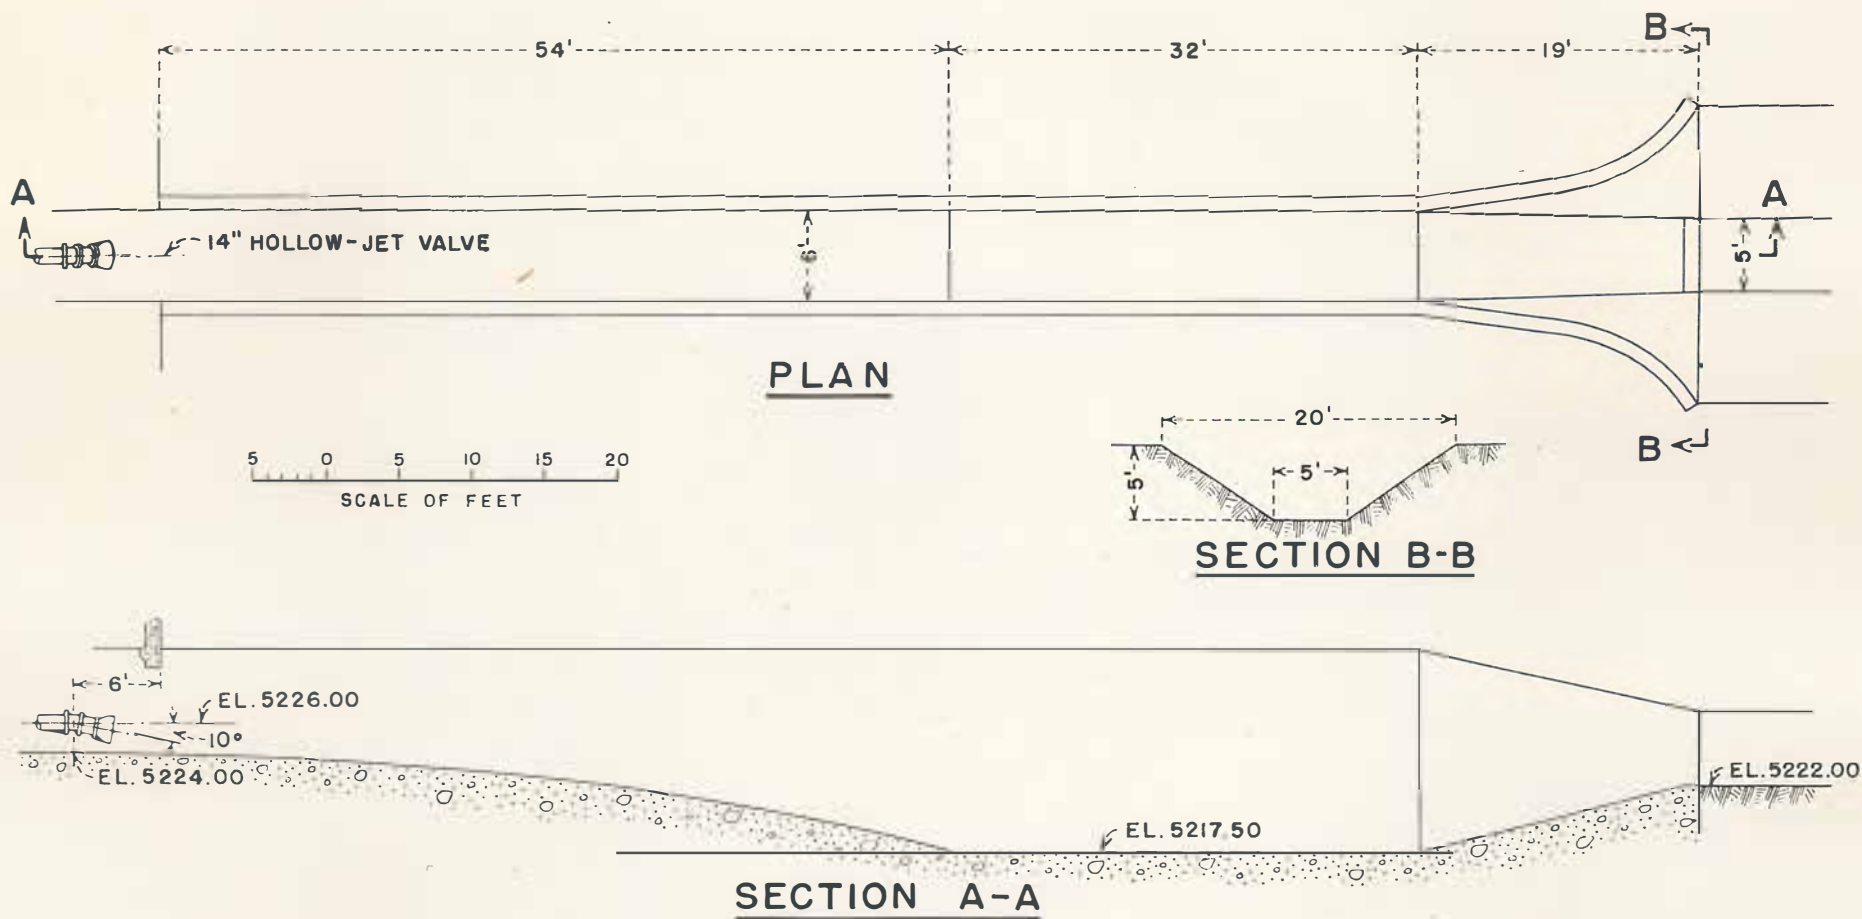 B
54'
32'
19'
A
A
14" HOLLOW-JET VALVE
6'
5'
PLAN
20'
B
5 0 5 10 15 20
SCALE OF FEET
5'
5'
SECTION B-B
6'
EL. 5226.00
10°
EL. 5224.00
EL. 5222.00
EL. 5217.50
SECTION A-A